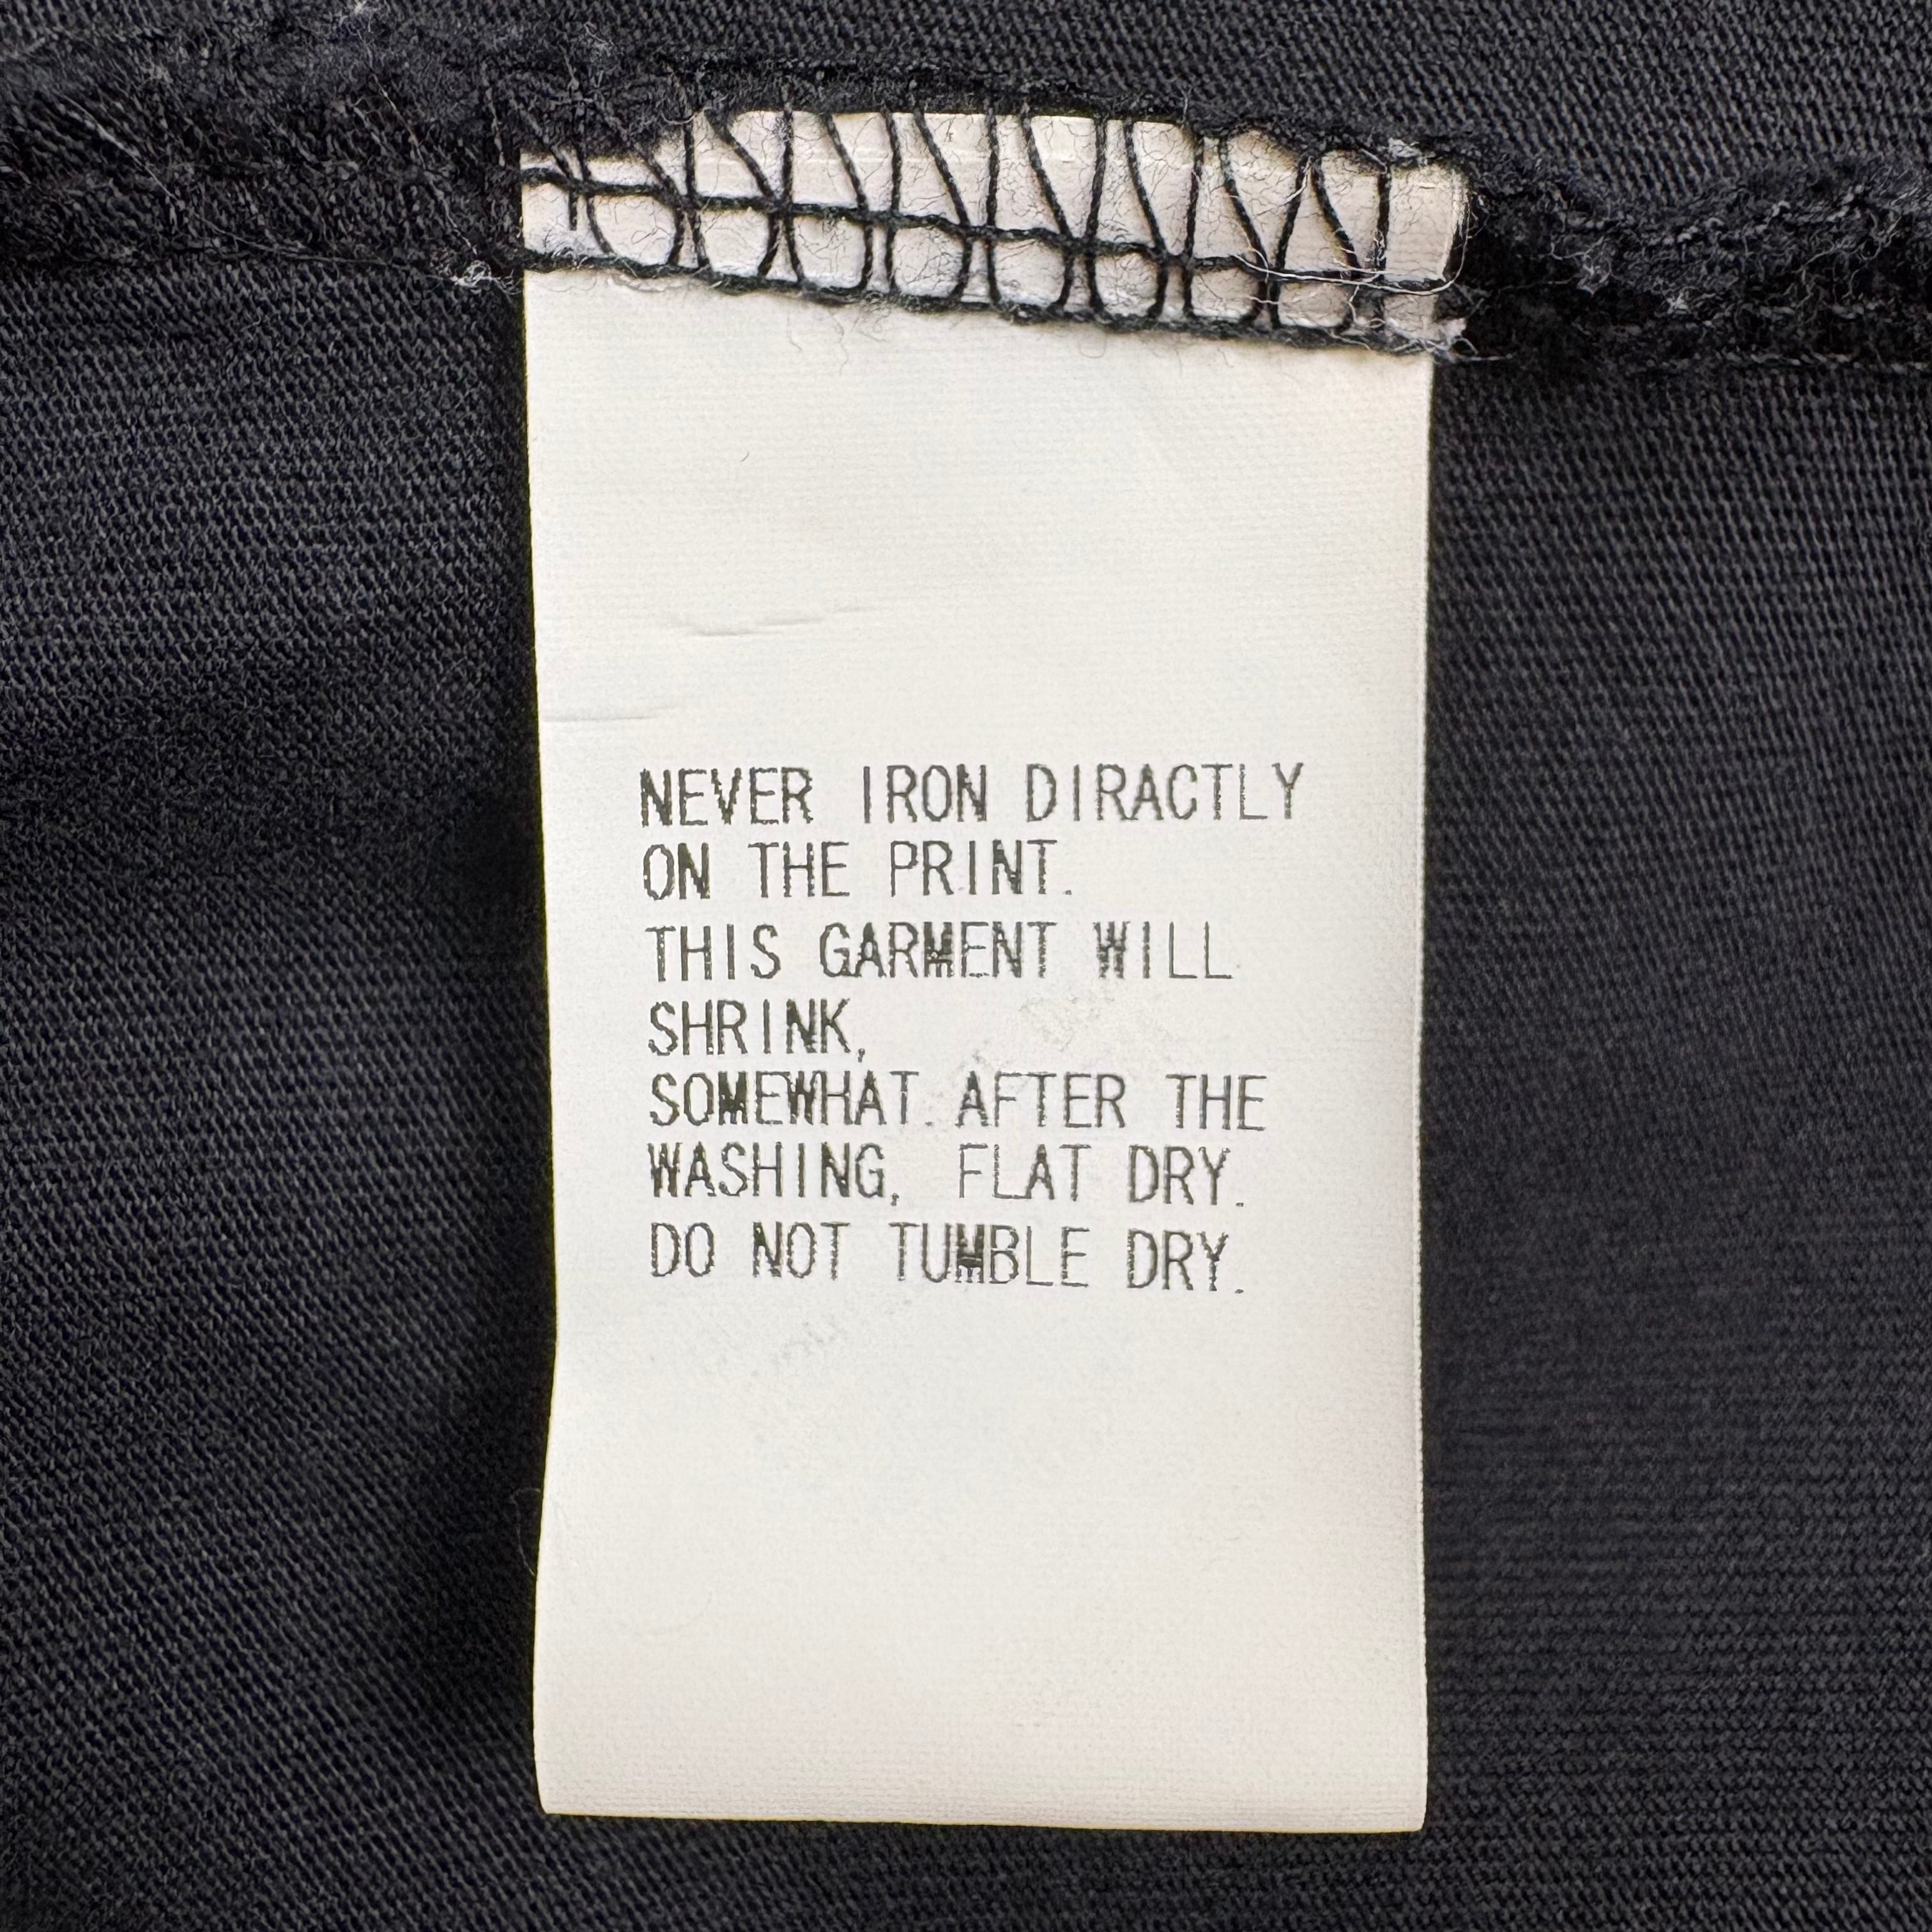 NEVER IRON DIRACTLY
ON THE PRINT.
THIS GARMENT WILL
SHRINK,
SOMEWHAT. AFTER THE
WASHING, FLAT DRY.
DO NOT TUMBLE DRY.